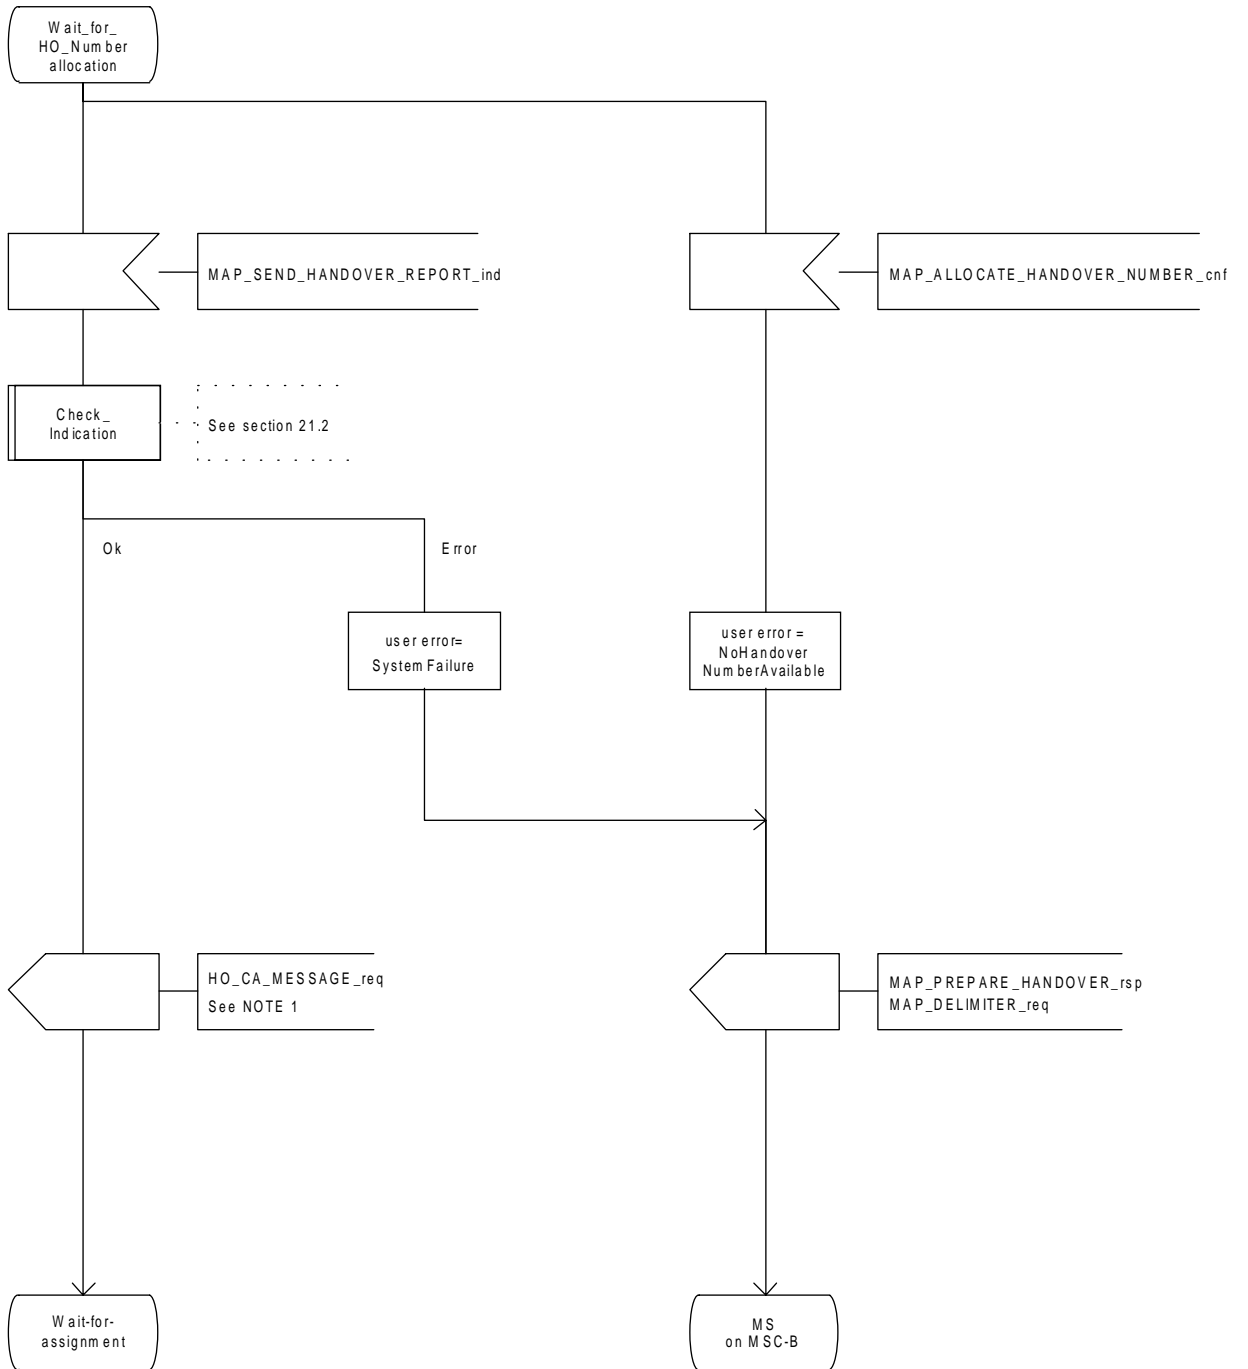 Wait_for_
HO_Number
allocation
MAP_SEND_HANDOVER_REPORT_ind
MAP_ALLOCATE_HANDOVER_NUMBER_cnf
Check_
Indication
See section 21.2
Ok
Error
user error=
System Failure
user error =
NoHandover
NumberAvailable
HO_CA_MESSAGE_req
See NOTE 1
MAP_PREPARE_HANDOVER_rsp
MAP_DELIMITER_req
Wait-for-
assignment
MS
on MSC-B